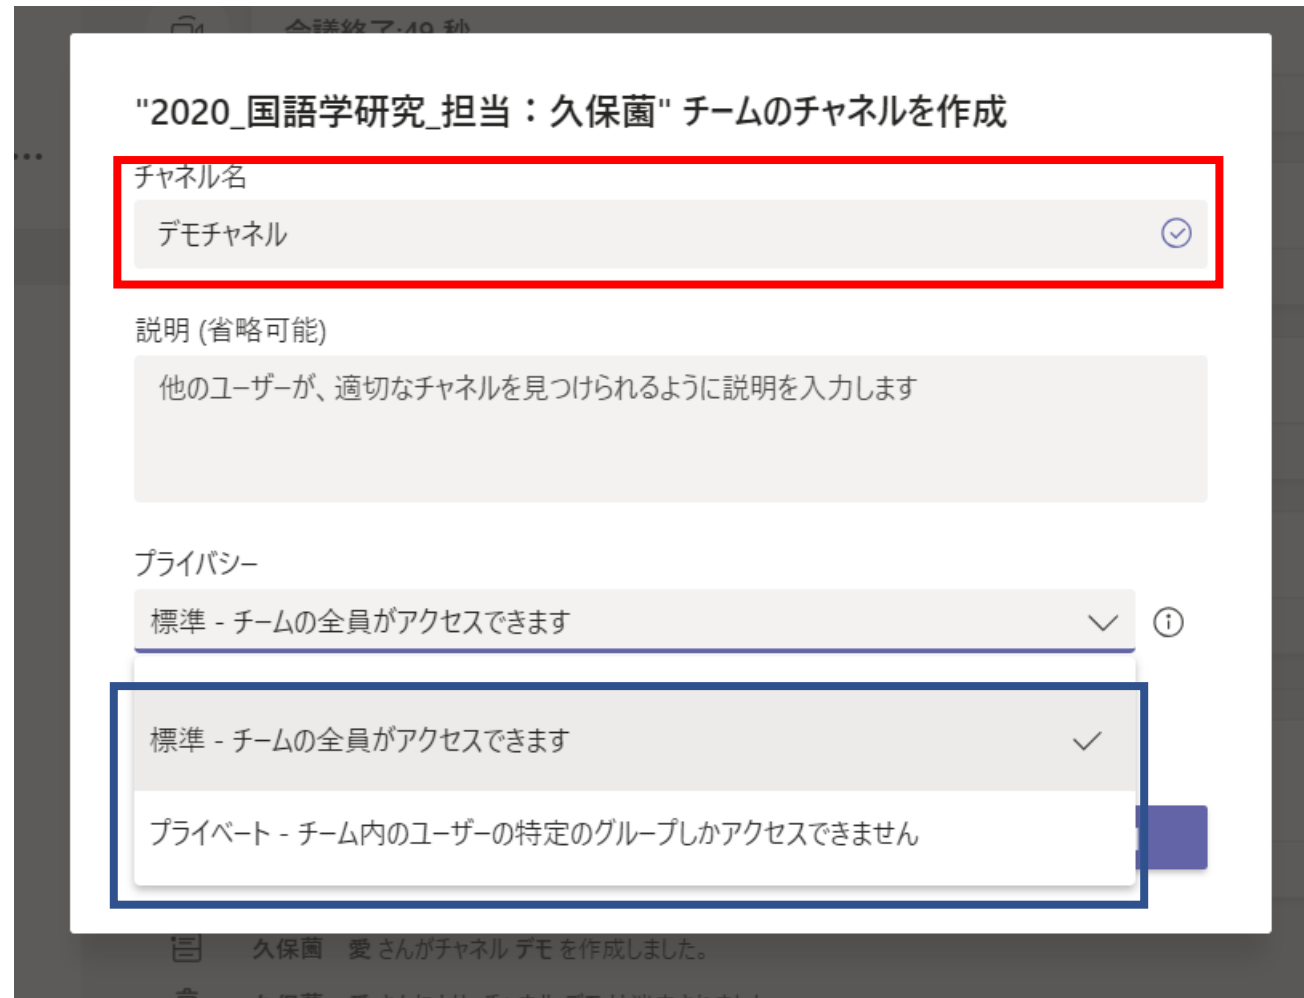 会議終了:49 秒
"2020_国語学研究_担当：久保薗" チームのチャネルを作成
チャネル名
デモチャネル
説明 (省略可能)
他のユーザーが、適切なチャネルを見つけられるように説明を入力します
プライバシー
標準 - チームの全員がアクセスできます
標準 - チームの全員がアクセスできます
プライベート - チーム内のユーザーの特定のグループしかアクセスできません
久保薗　愛 さんがチャネル デモ を作成しました。